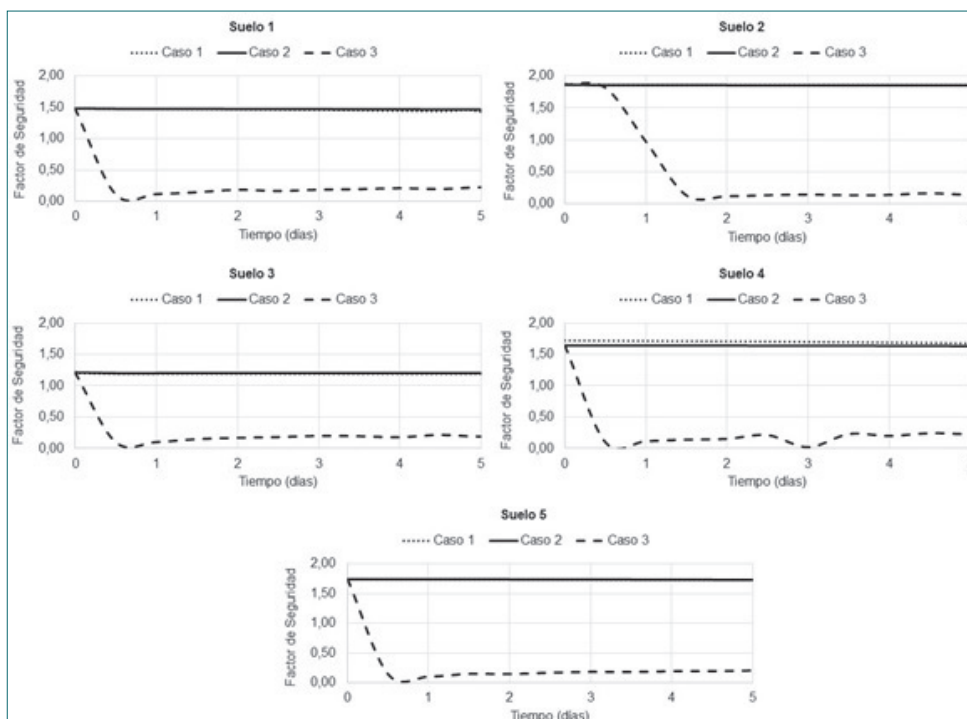 Suelo 1
Caso 1 Caso 2 Caso 3
Factor de Seguridad
2,00
1,50
1,00
0,50
0,00
0 1 2 3 4 5
Tiempo (días)
Suelo 2
Caso 1 Caso 2 Caso 3
Factor de Seguridad
2,00
1,50
1,00
0,50
0,00
0 1 2 3 4
Tiempo (días)
Suelo 3
Caso 1 Caso 2 Caso 3
Factor de Seguridad
2,00
1,50
1,00
0,50
0,00
0 1 2 3 4 5
Tiempo (días)
Suelo 4
Caso 1 Caso 2 Caso 3
Factor de Seguridad
2,00
1,50
1,00
0,50
0,00
0 1 2 3 4
Tiempo (días)
Suelo 5
Caso 1 Caso 2 Caso 3
Factor de Seguridad
2,00
1,50
1,00
0,50
0,00
0 1 2 3 4 5
Tiempo (días)